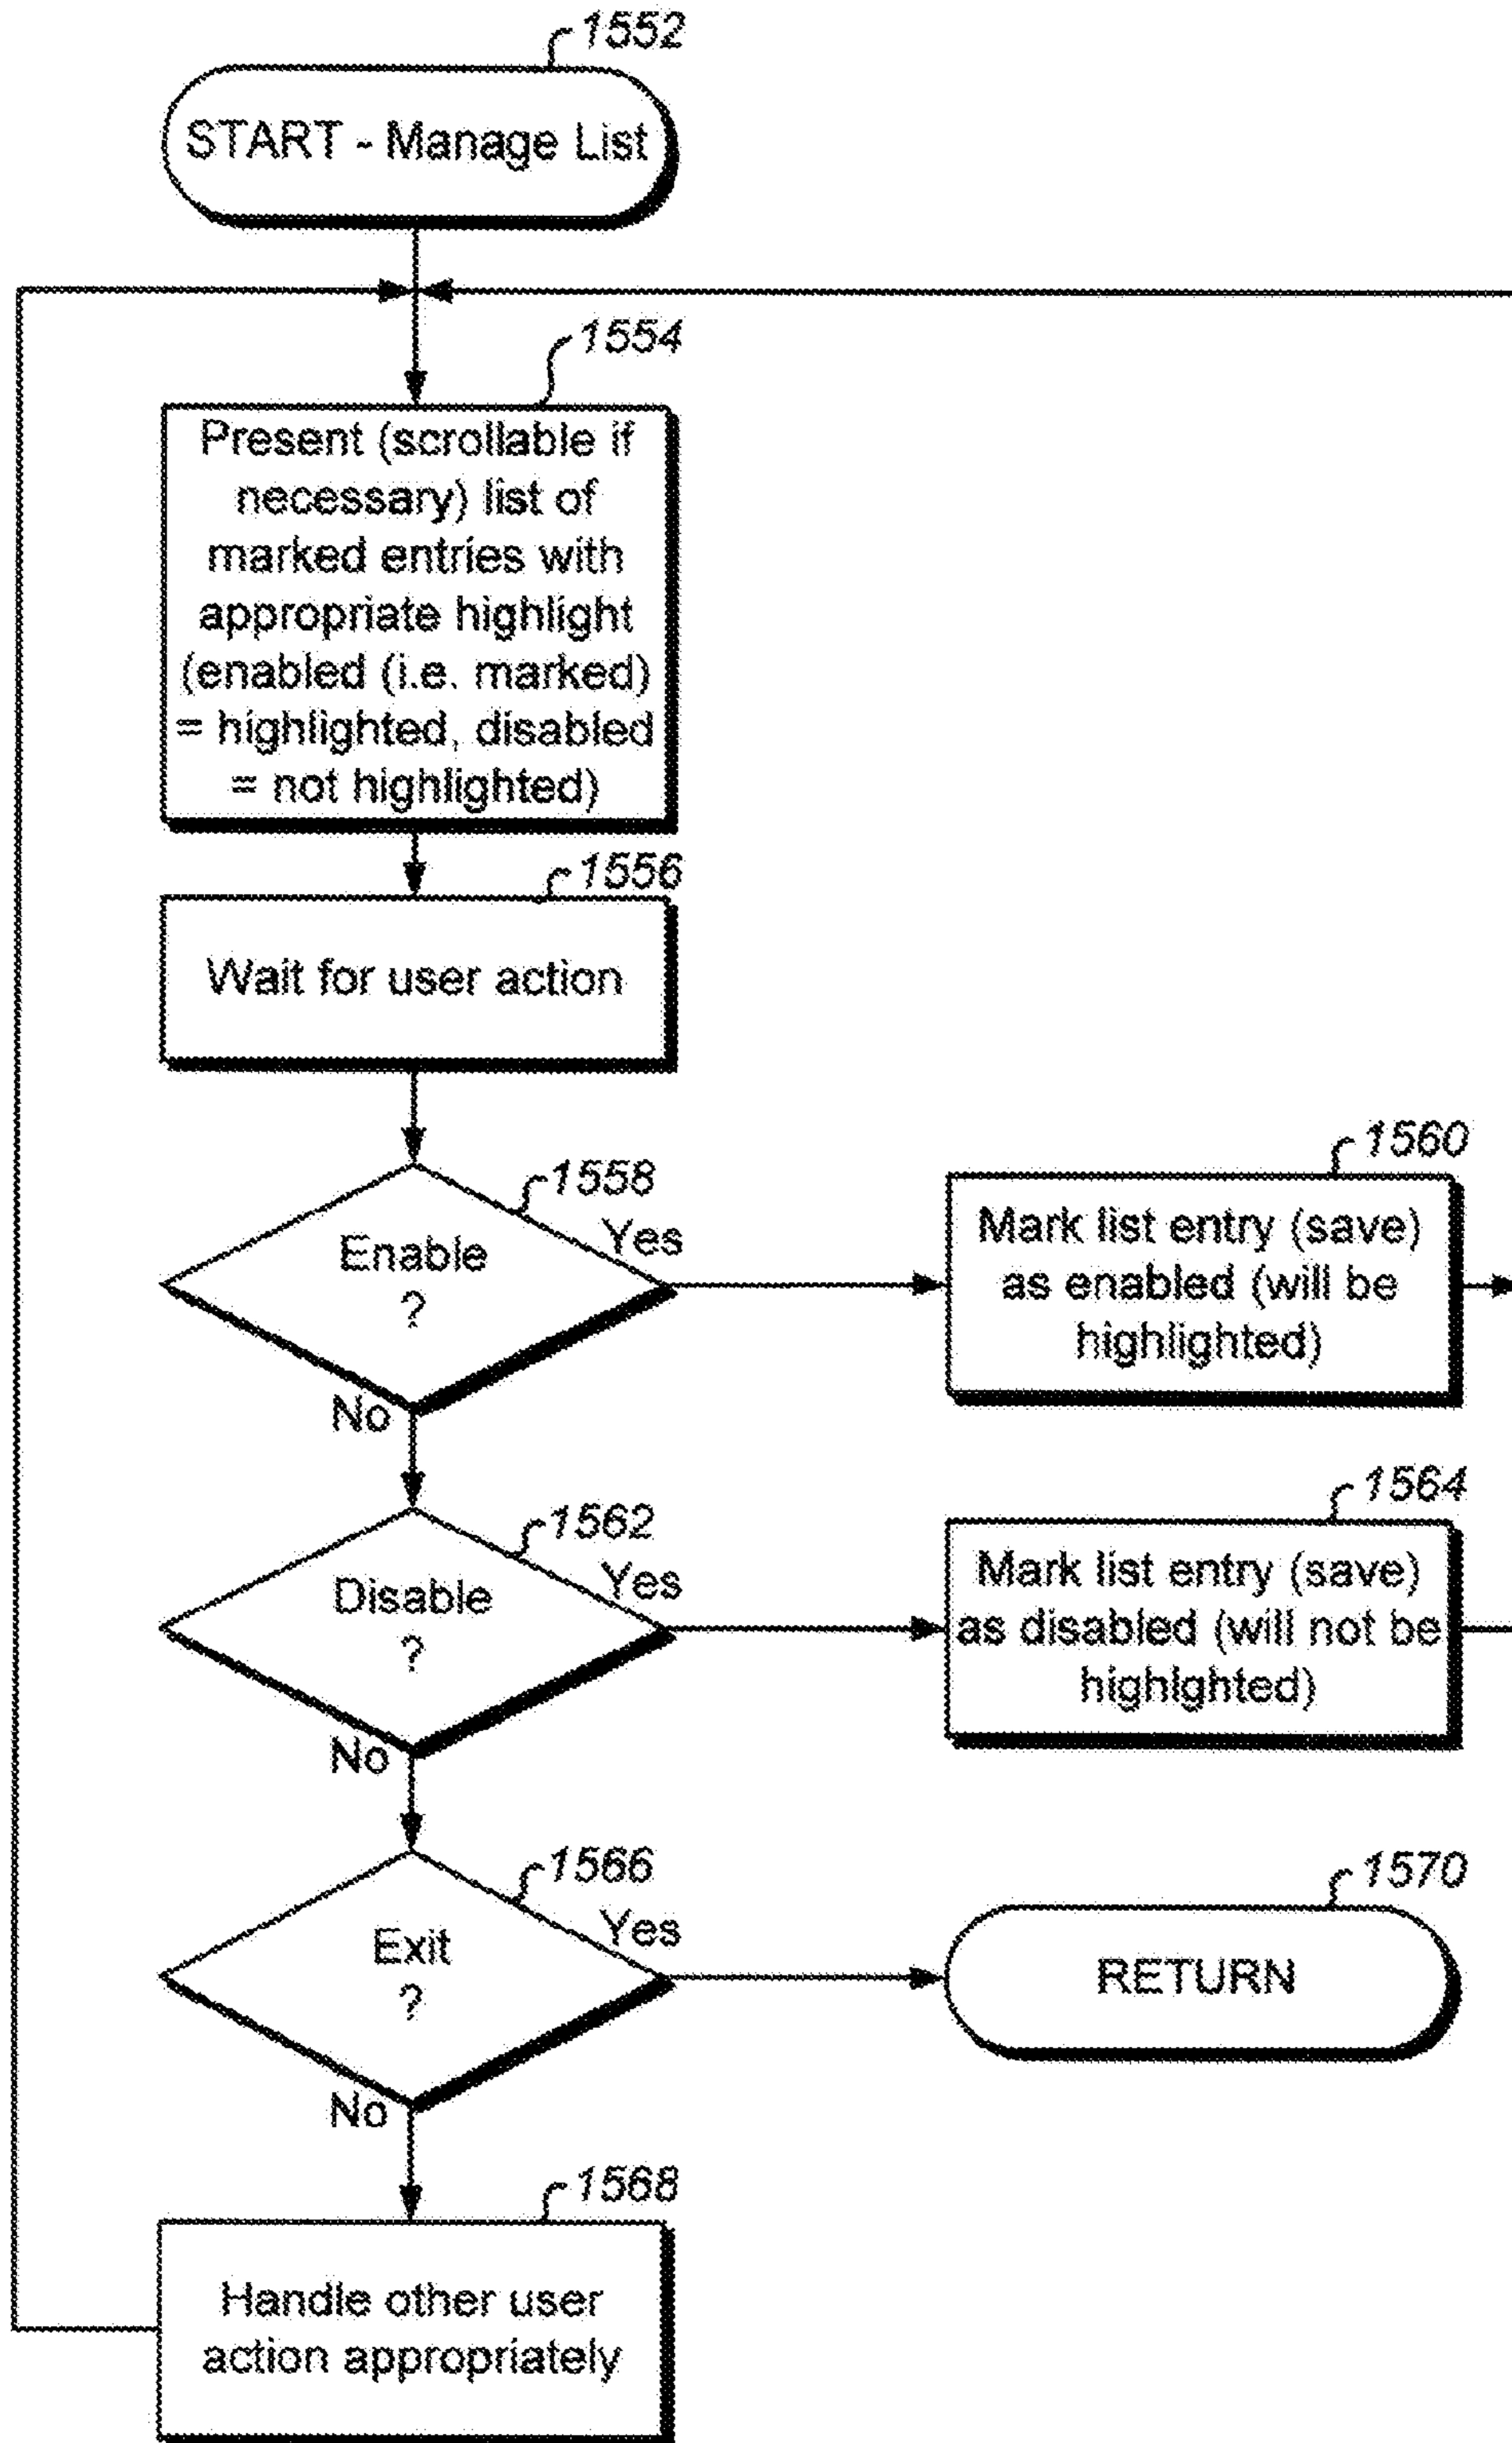 1552
START - Manage List
1554
Present (scrollable if
necessary) list of
marked entries with
appropriate highlight
(enabled (i.e. marked)
= highlighted, disabled
= not highlighted)
1556
Wait for user action
1558
Enable
?
Yes
No
1560
Mark list entry (save)
as enabled (will be
highlighted)
1562
Disable
?
Yes
No
1564
Mark list entry (save)
as disabled (will not be
highlghted)
1566
Exit
?
Yes
No
1570
RETURN
1568
Handle other user
action appropriately